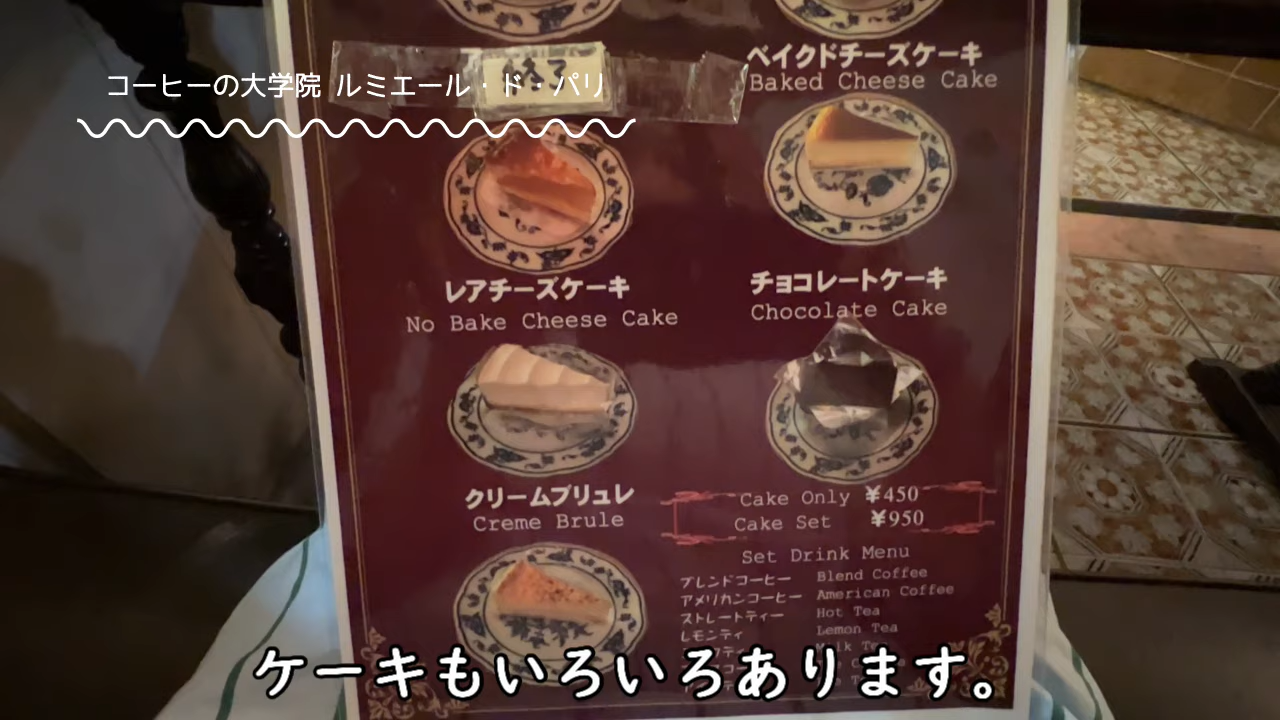 コーヒーの大学院 ルミエール・ド・パリ
終了
ベイクドチーズケーキ
Baked Cheese Cake
レアチーズケーキ
No Bake Cheese Cake
チョコレートケーキ
Chocolate Cake
クリームブリュレ
Creme Brule
Cake Only ¥450
Cake Set ¥950
Set Drink Menu
ブレンドコーヒー Blend Coffee
アメリカンコーヒー American Coffee
ストレートティー Hot Tea
レモンティ Lemon Tea
ケーキもいろいろあります。